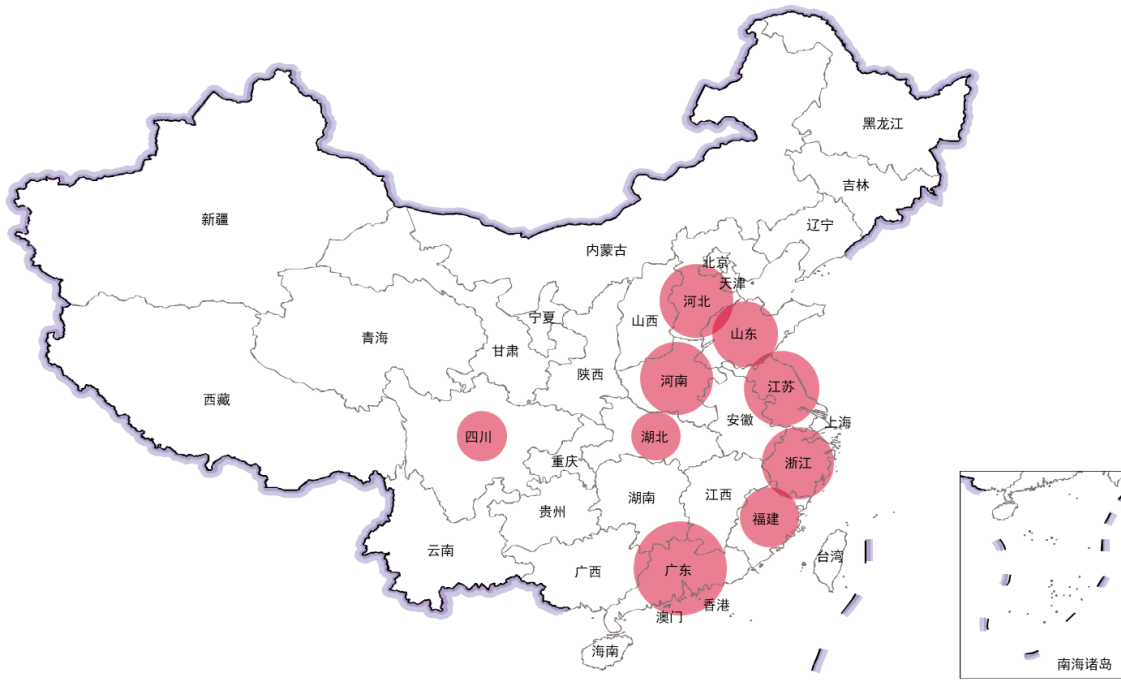 黑龙江
吉林
新疆
辽宁
内蒙古
北京
天津
河北
宁夏
山西
山东
青海
甘肃
陕西
河南
江苏
西藏
安徽
上海
四川
湖北
重庆
浙江
湖南
江西
贵州
福建
云南
台湾
广西
广东
香港
澳门
海南
南海诸岛